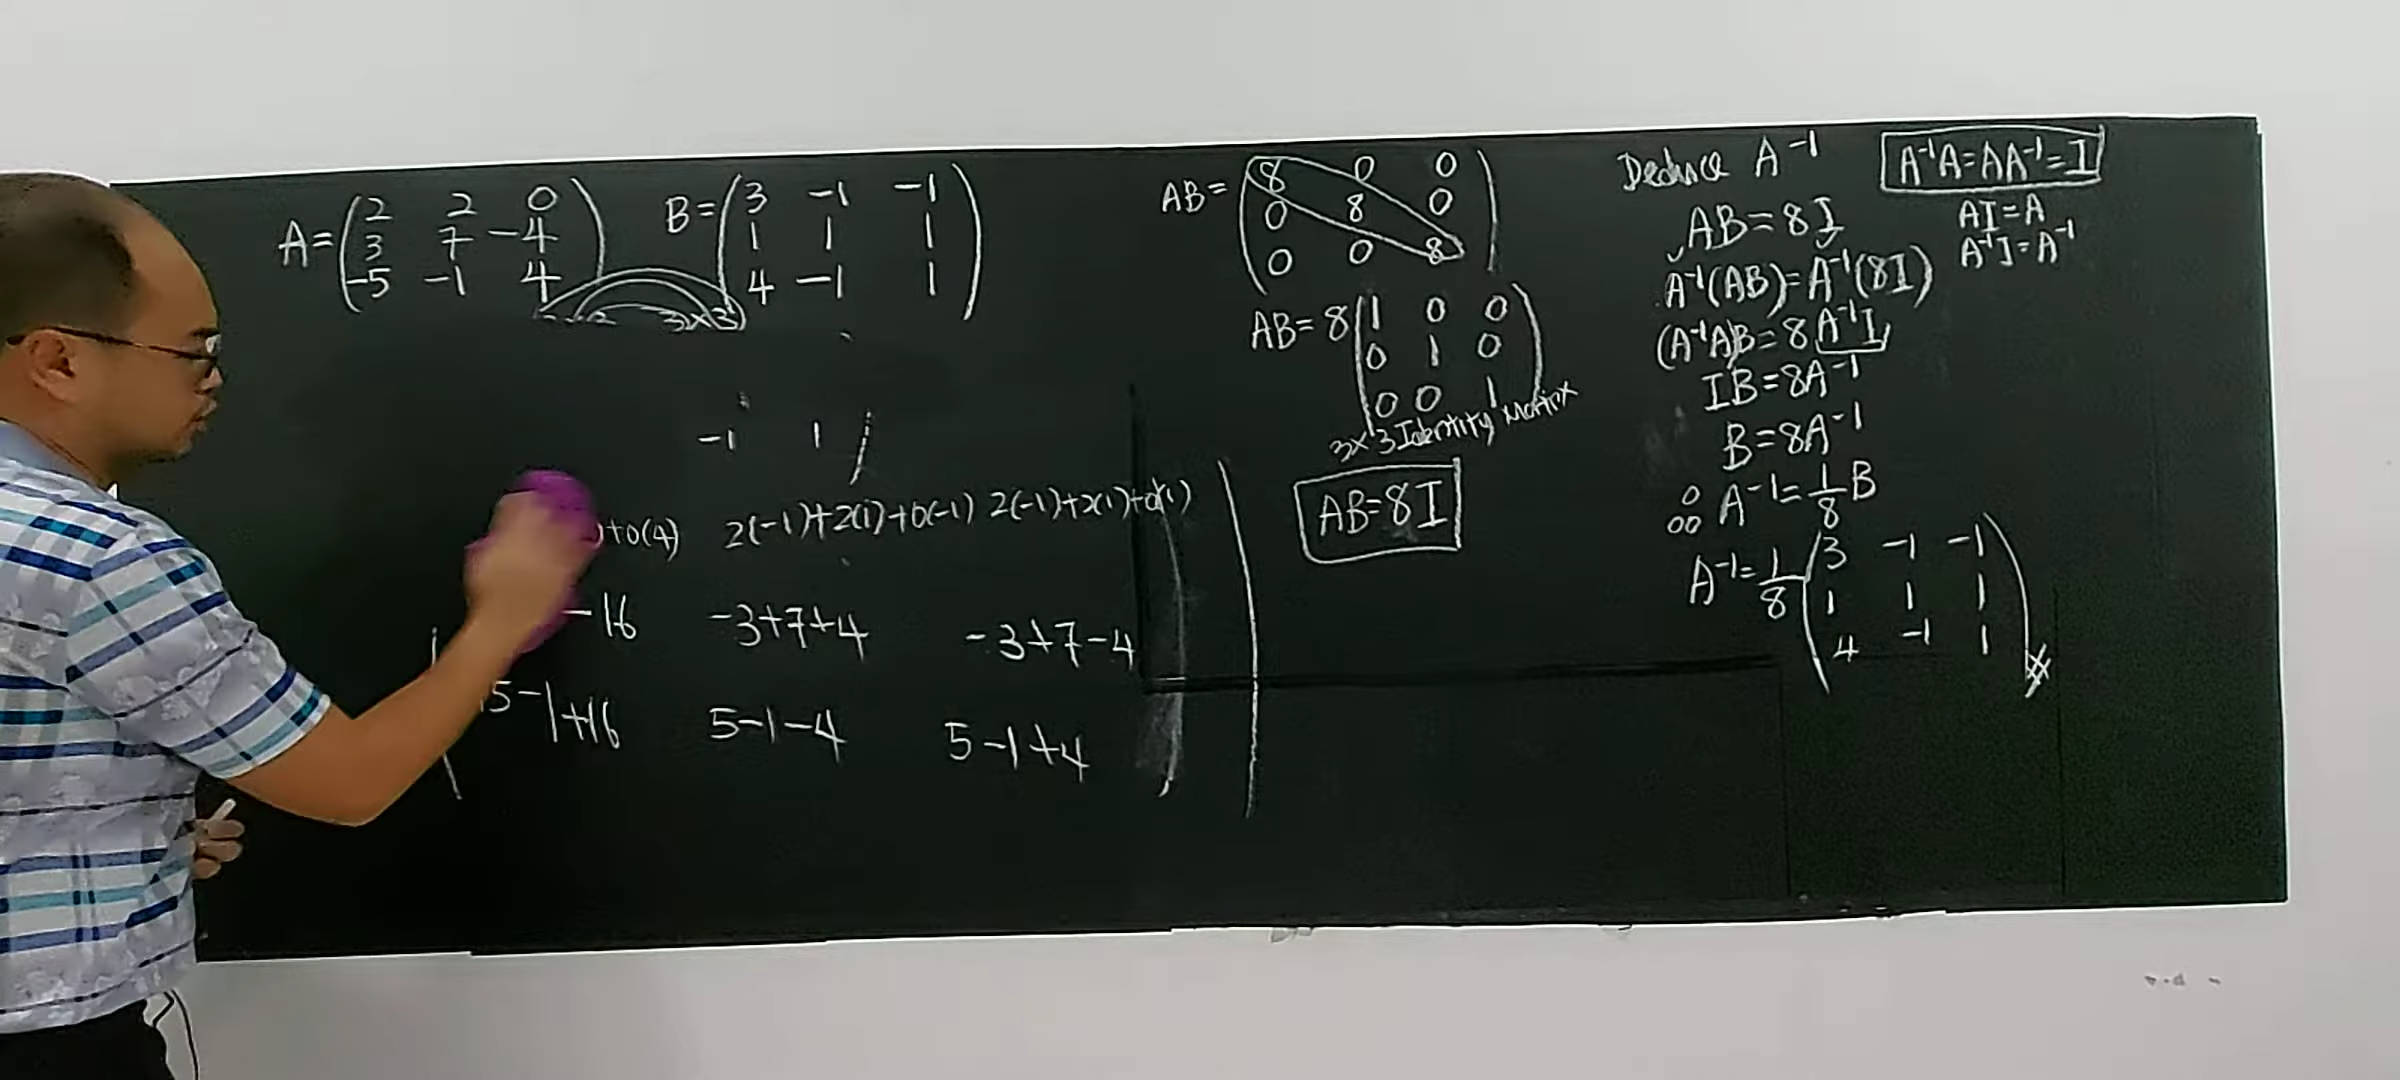 A= ( 2 2 0
3 7 -4
-5 -1 4 )
B= ( 3 -1 -1
1 1 1
4 -1 1 )
3×3
-1 1 )
)+0(4) 2(-1)+2(1)+0(-1) 2(-1)+2(1)+0(1)
-16 -3+7+4 -3+7-4
15-1+16 5-1-4 5-1+4
AB= ( 8 0 0
0 8 0
0 0 8 )
AB= 8 ( 1 0 0
0 1 0
0 0 1 )
3×3 Identity Matrix
AB=8I
Deduce A⁻¹
A⁻¹A=AA⁻¹=I
AI=A
A⁻¹I=A⁻¹
AB=8I
A⁻¹(AB)=A⁻¹(8I)
(A⁻¹A)B=8A⁻¹I
IB=8A⁻¹
B=8A⁻¹
∴ A⁻¹=1/8 B
A⁻¹=1/8 ( 3 -1 -1
1 1 1
4 -1 1 )